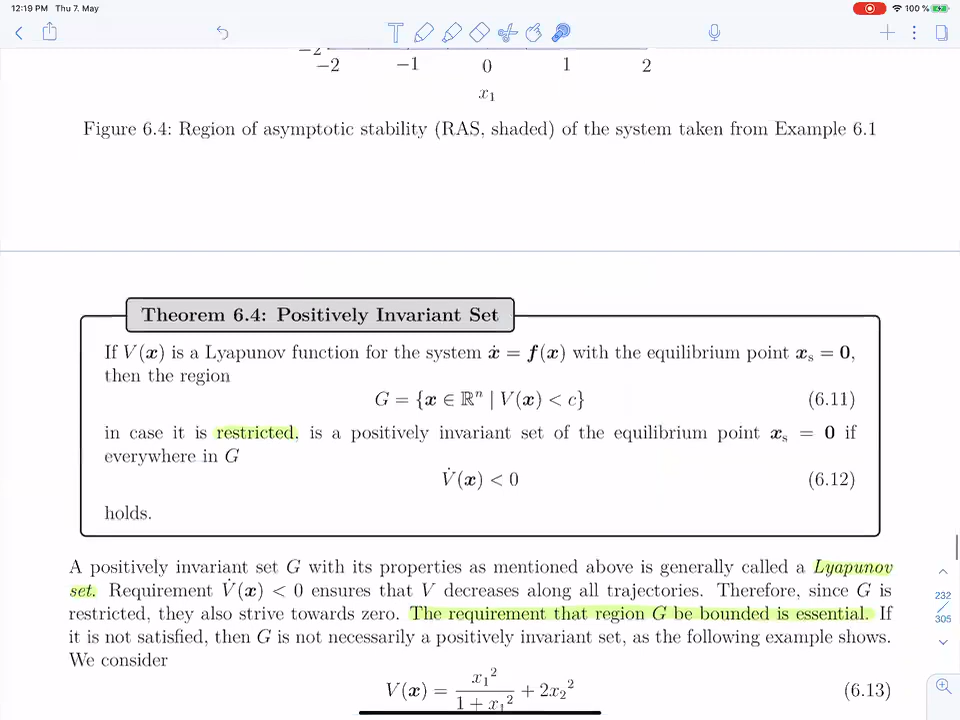 12:19 PM Thu 7. May
100 %
−2
−2 −1 0 1 2
x₁
Figure 6.4: Region of asymptotic stability (RAS, shaded) of the system taken from Example 6.1
Theorem 6.4: Positively Invariant Set
If V(x) is a Lyapunov function for the system ẋ = f(x) with the equilibrium point xₛ = 0,
then the region
G = {x ∈ ℝⁿ | V(x) < c} (6.11)
in case it is restricted, is a positively invariant set of the equilibrium point xₛ = 0 if
everywhere in G
V̇(x) < 0 (6.12)
holds.
A positively invariant set G with its properties as mentioned above is generally called a Lyapunov
set. Requirement V̇(x) < 0 ensures that V decreases along all trajectories. Therefore, since G is
restricted, they also strive towards zero. The requirement that region G be bounded is essential. If
it is not satisfied, then G is not necessarily a positively invariant set, as the following example shows.
We consider
V(x) = x₁² / (1 + x₁²) + 2x₂² (6.13)
232
305